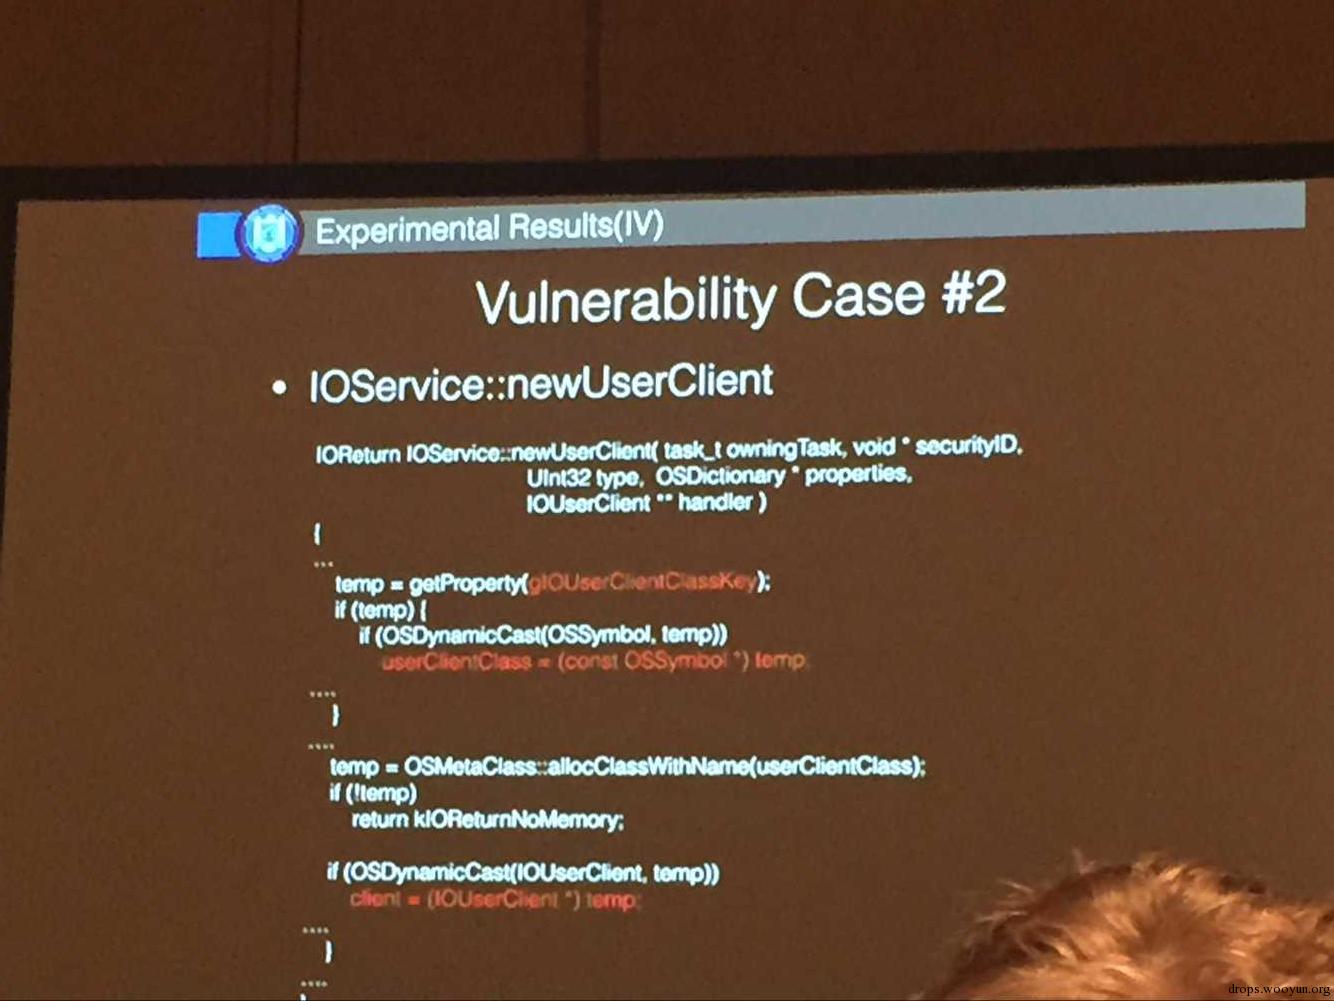 Experimental Results(IV)
Vulnerability Case #2
• IOService::newUserClient
IOReturn IOService::newUserClient( task_t owningTask, void * securityID,
UInt32 type,  OSDictionary * properties,
IOUserClient ** handler )
{
...
temp = getProperty(gIOUserClientClassKey);
if (temp) {
if (OSDynamicCast(OSSymbol, temp))
userClientClass = (const OSSymbol *) temp;
....
}
....
temp = OSMetaClass::allocClassWithName(userClientClass);
if (!temp)
return kIOReturnNoMemory;
if (OSDynamicCast(IOUserClient, temp))
client = (IOUserClient *) temp;
....
}
....
drops.wooyun.org